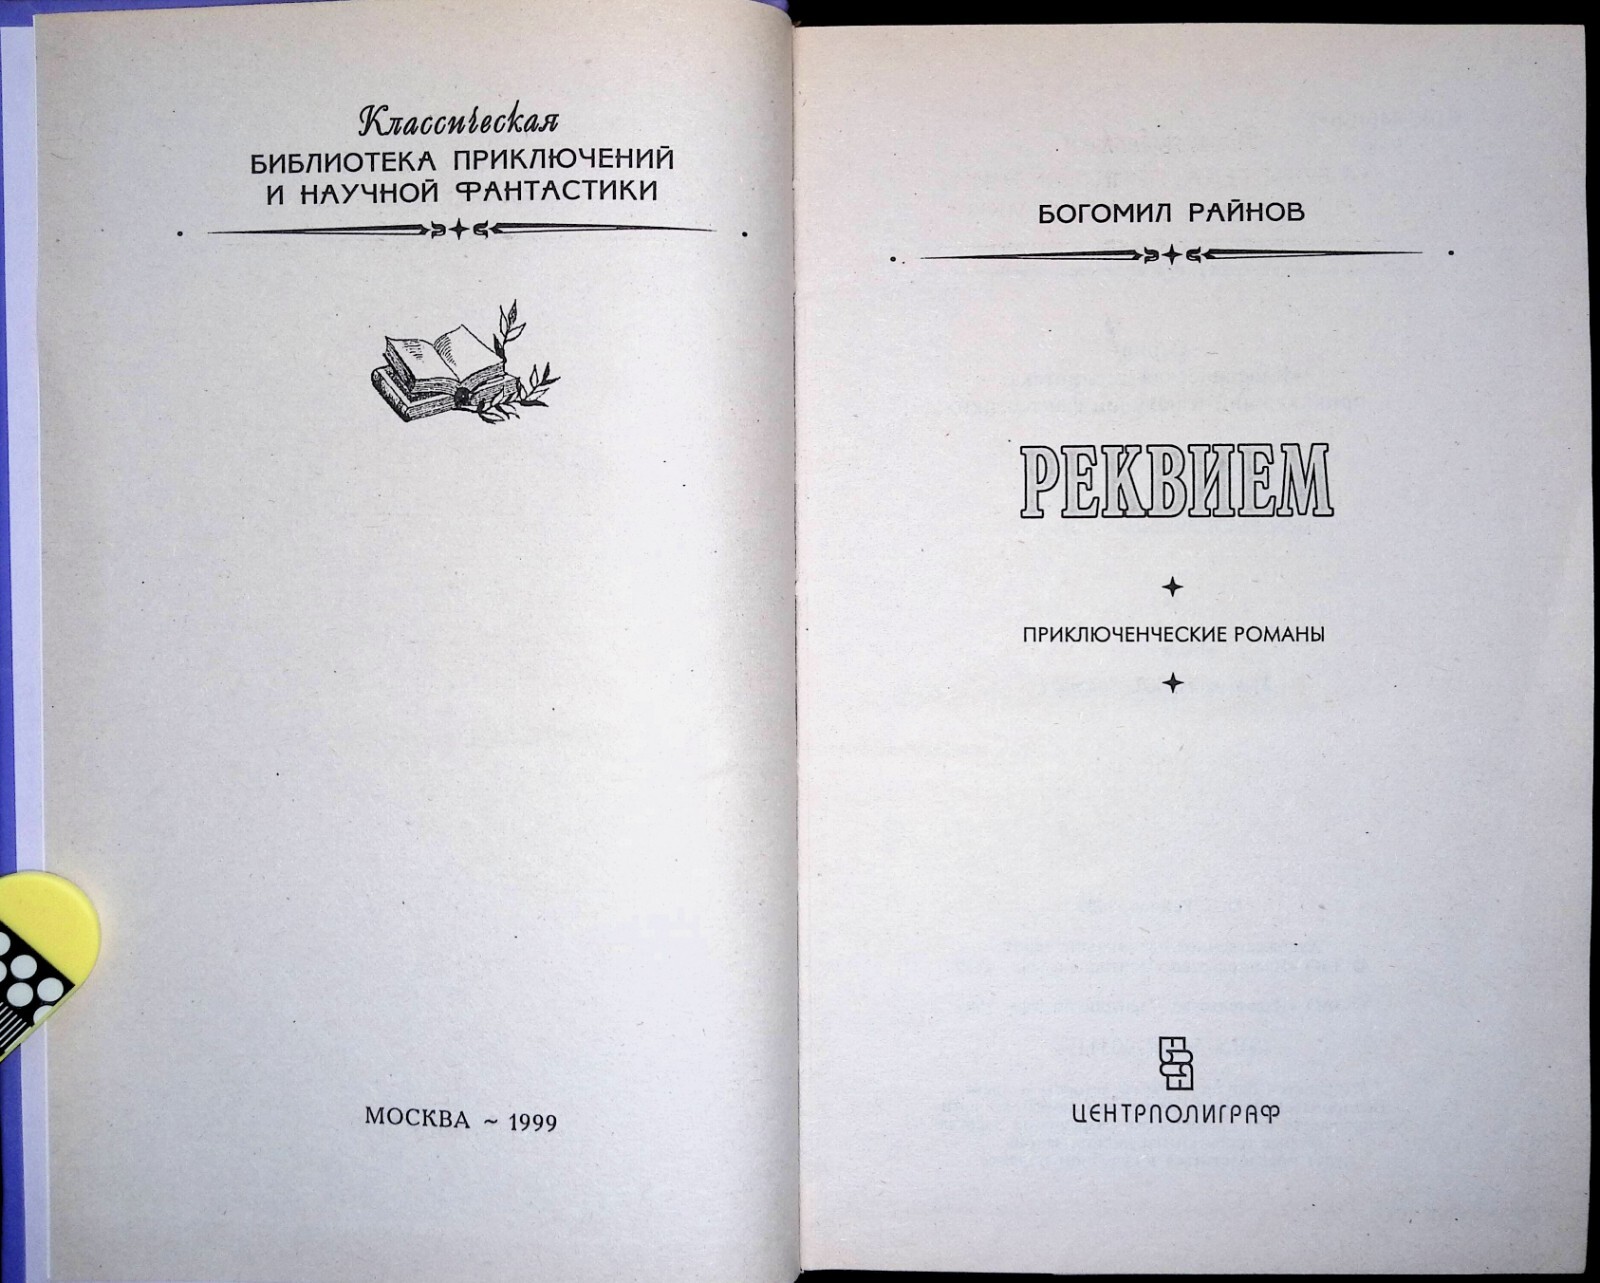 Классическая
БИБЛИОТЕКА ПРИКЛЮЧЕНИЙ
И НАУЧНОЙ ФАНТАСТИКИ
МОСКВА ~ 1999
БОГОМИЛ РАЙНОВ
РЕКВИЕМ
ПРИКЛЮЧЕНЧЕСКИЕ РОМАНЫ
ЦЕНТРПОЛИГРАФ